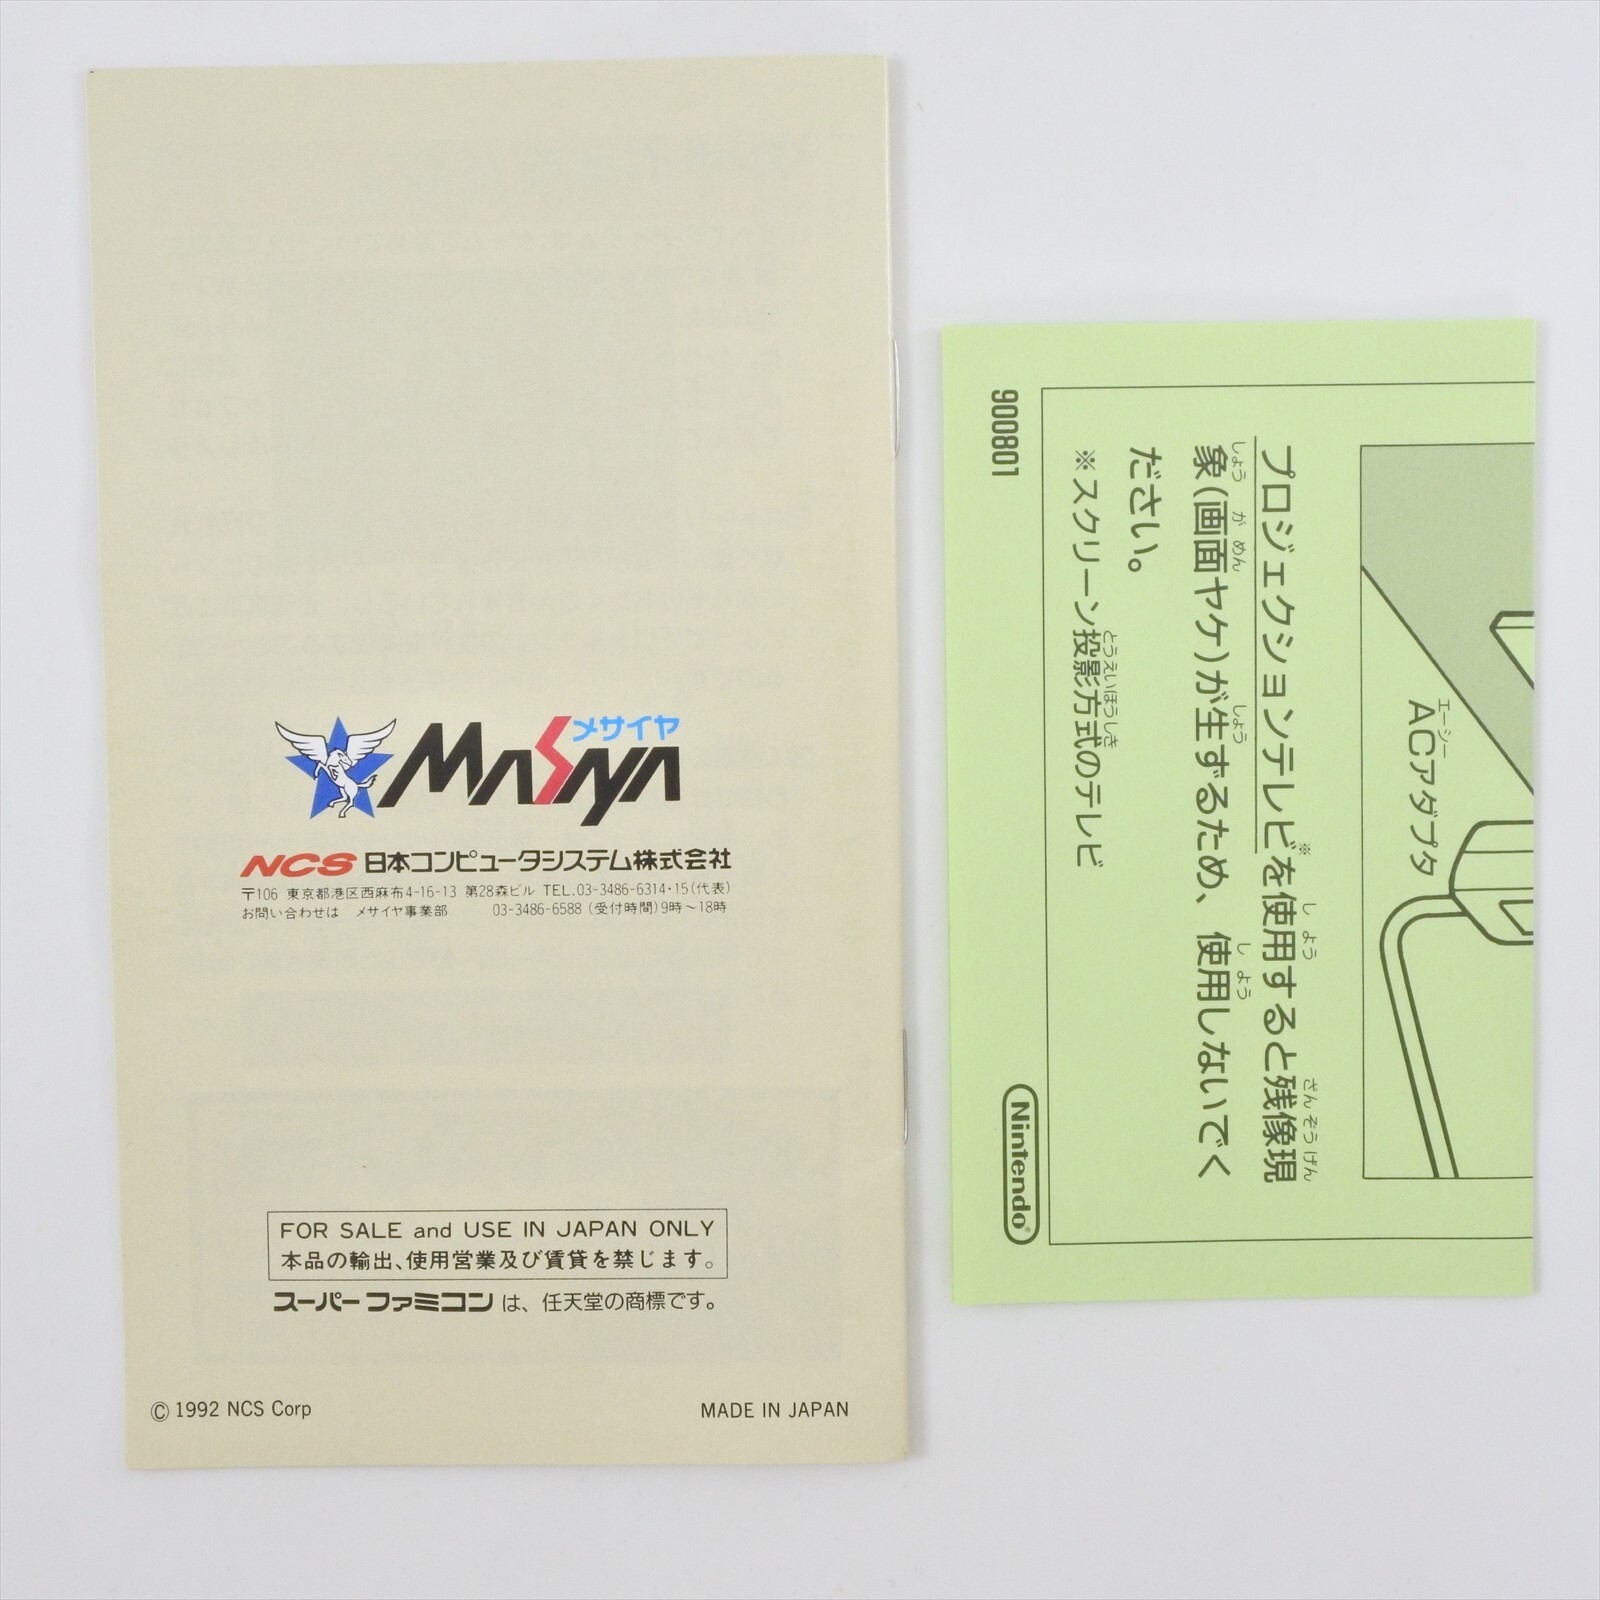 メサイヤ
MASAYA
NCS 日本コンピュータシステム株式会社
〒106 東京都港区西麻布4-16-13 第28森ビル TEL.03-3486-6314・15(代表)
お問い合わせは メサイヤ事業部 03-3486-6588 (受付時間)9時～18時
FOR SALE and USE IN JAPAN ONLY
本品の輸出、使用営業及び賃貸を禁じます。
スーパーファミコン は、任天堂の商標です。
© 1992 NCS Corp
MADE IN JAPAN
エーシー
ACアダプタ
プロジェクションテレビ※を使用すると残像現
象(画面ヤケ)が生ずるため、使用しないでく
ださい。
※スクリーン投影方式のテレビ
900801
Nintendo®